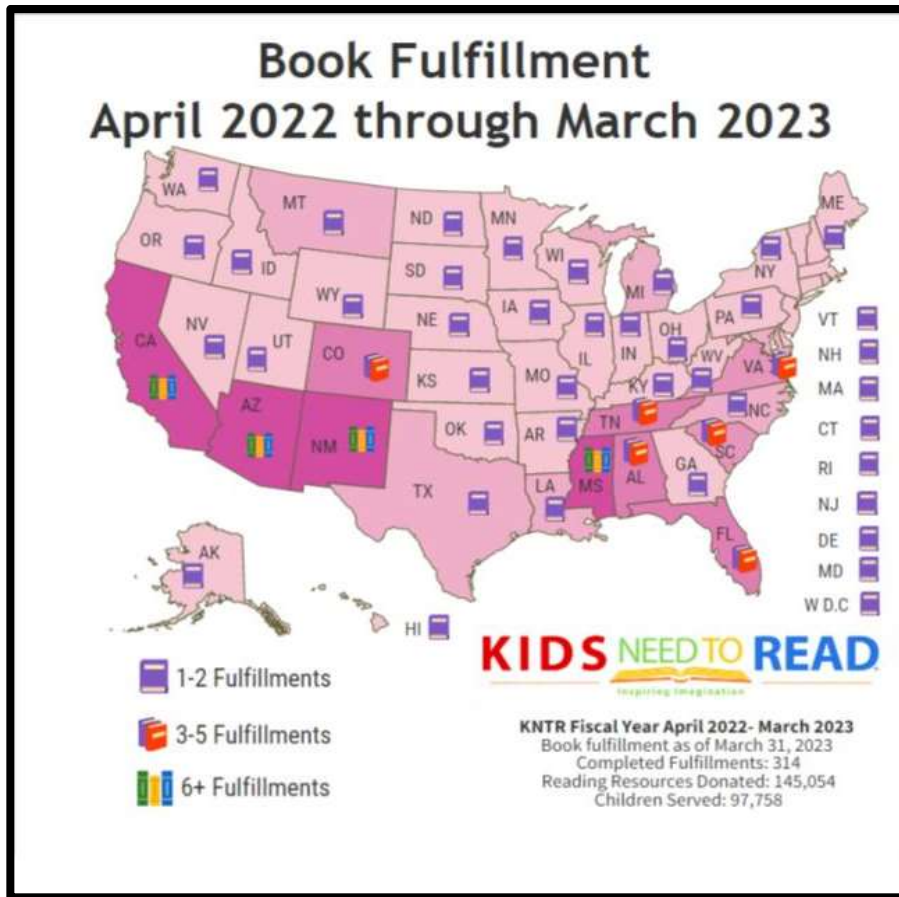 Book Fulfillment
April 2022 through March 2023
WA
MT
ND
MN
ME
OR
ID
SD
WI
NY
WY
MI
IA
NE
PA
VT
NV
UT
CO
IL
IN
OH
WV
VA
NH
CA
KS
MO
KY
MA
NC
AZ
NM
OK
AR
TN
SC
CT
MS
AL
GA
RI
TX
LA
NJ
FL
DE
AK
MD
W D.C
HI
KIDS NEED TO READ
Inspiring Imagination
1-2 Fulfillments
3-5 Fulfillments
6+ Fulfillments
KNTR Fiscal Year April 2022- March 2023
Book fulfillment as of March 31, 2023
Completed Fulfillments: 314
Reading Resources Donated: 145,054
Children Served: 97,758